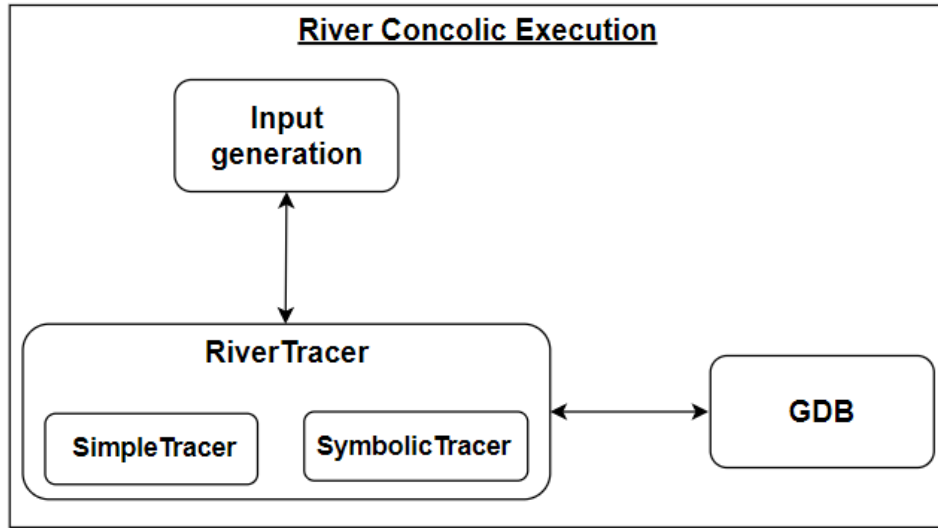 River Concolic Execution
Input
generation
RiverTracer
SimpleTracer
SymbolicTracer
GDB